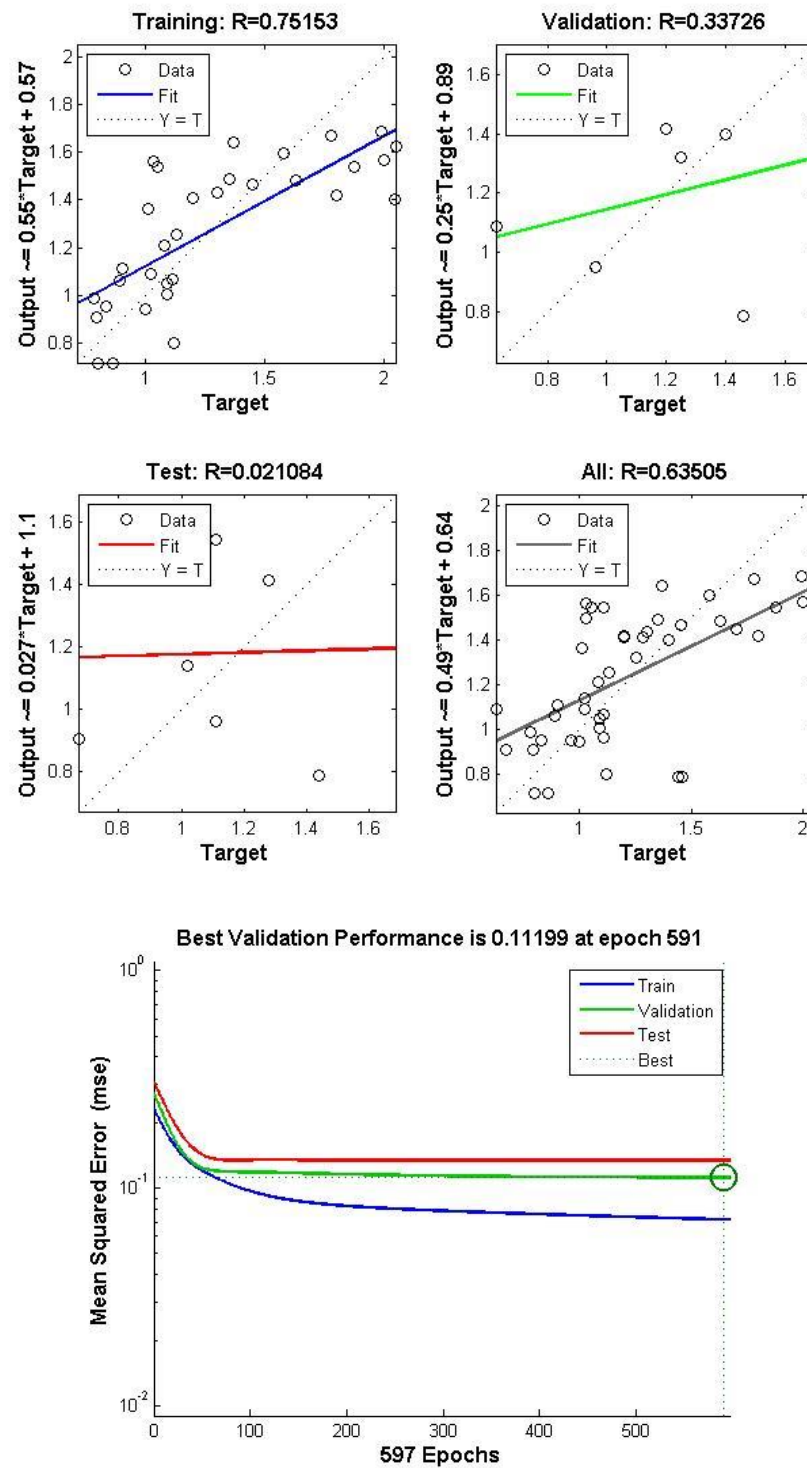 Training: R=0.75153
Output ~= 0.55*Target + 0.57
2
1.8
1.6
1.4
1.2
1
0.8
Data
Fit
Y = T
1
1.5
2
Target
Validation: R=0.33726
Output ~= 0.25*Target + 0.89
1.6
1.4
1.2
1
0.8
Data
Fit
Y = T
0.8
1
1.2
1.4
1.6
Target
Test: R=0.021084
Output ~= 0.027*Target + 1.1
1.6
1.4
1.2
1
0.8
Data
Fit
Y = T
0.8
1
1.2
1.4
1.6
Target
All: R=0.63505
Output ~= 0.49*Target + 0.64
2
1.8
1.6
1.4
1.2
1
0.8
Data
Fit
Y = T
1
1.5
2
Target
Best Validation Performance is 0.11199 at epoch 591
Mean Squared Error (mse)
10^0
10^-1
10^-2
Train
Validation
Test
Best
0
100
200
300
400
500
597 Epochs